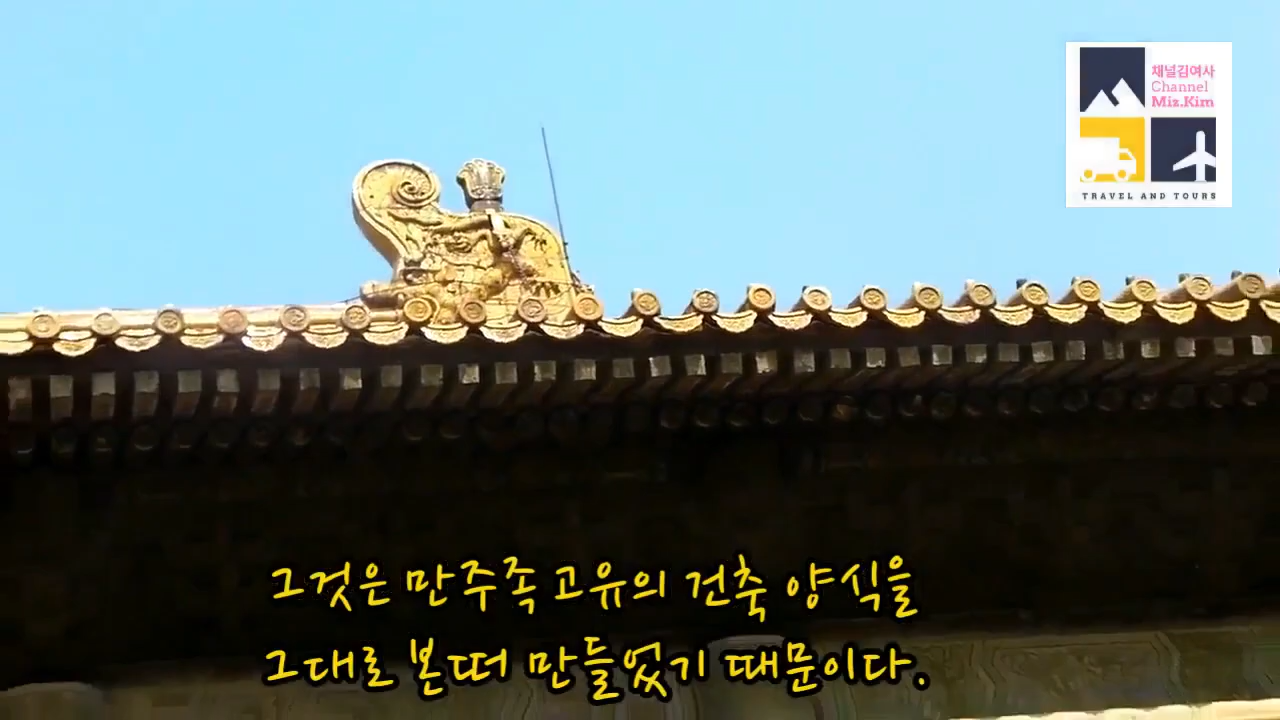 채널김여사
Channel
Miz.Kim
TRAVEL AND TOURS
그것은 만주족 고유의 건축 양식을
그대로 본떠 만들었기 때문이다.